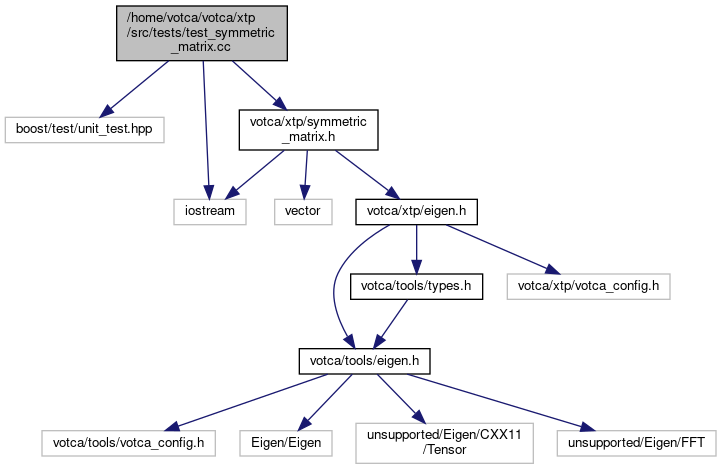 /home/votca/votca/xtp
/src/tests/test_symmetric
_matrix.cc
boost/test/unit_test.hpp
votca/xtp/symmetric
_matrix.h
iostream
vector
votca/xtp/eigen.h
votca/tools/types.h
votca/xtp/votca_config.h
votca/tools/eigen.h
votca/tools/votca_config.h
Eigen/Eigen
unsupported/Eigen/CXX11
/Tensor
unsupported/Eigen/FFT